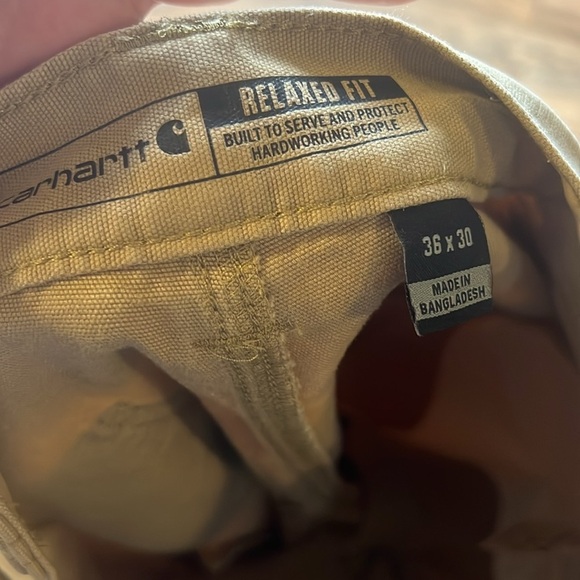 carhartt
RELAXED FIT
BUILT TO SERVE AND PROTECT
HARDWORKING PEOPLE
36 x 30
MADE IN
BANGLADESH